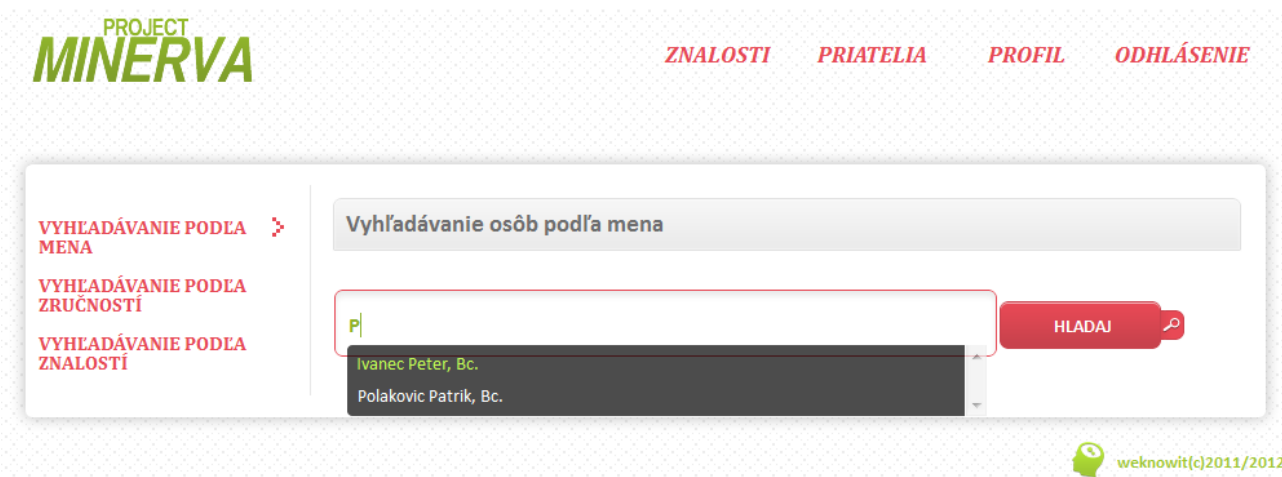 PROJECT
MINERVA
ZNALOSTI PRIATELIA PROFIL ODHLÁSENIE
VYHĽADÁVANIE PODĽA
MENA
VYHĽADÁVANIE PODĽA
ZRUČNOSTÍ
VYHĽADÁVANIE PODĽA
ZNALOSTÍ
Vyhľadávanie osôb podľa mena
P
HLADAJ
Ivanec Peter, Bc.
Polakovic Patrik, Bc.
weknowit(c)2011/2012